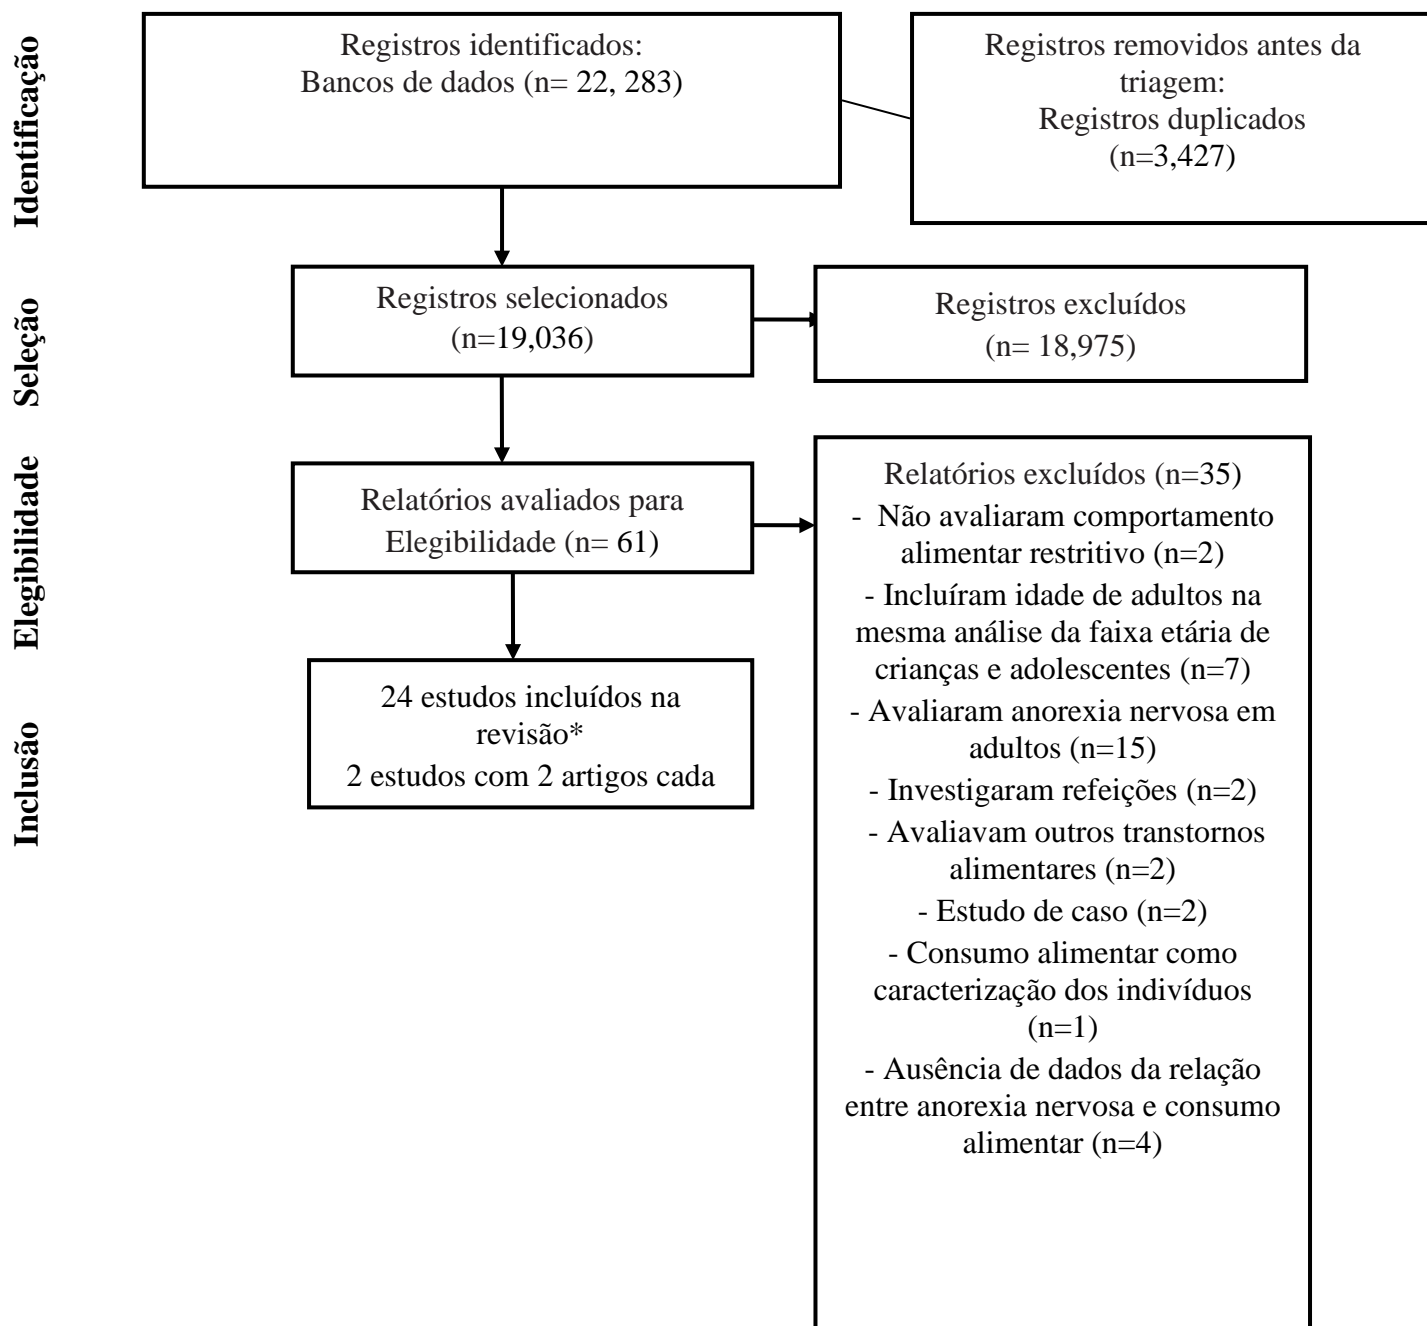 Identificação
Registros identificados:
Bancos de dados (n= 22, 283)
Registros removidos antes da
triagem:
Registros duplicados
(n=3,427)
Seleção
Registros selecionados
(n=19,036)
Registros excluídos
(n= 18,975)
Elegibilidade
Relatórios avaliados para
Elegibilidade (n= 61)
Relatórios excluídos (n=35)
- Não avaliaram comportamento
alimentar restritivo (n=2)
- Incluíram idade de adultos na
mesma análise da faixa etária de
crianças e adolescentes (n=7)
- Avaliaram anorexia nervosa em
adultos (n=15)
- Investigaram refeições (n=2)
- Avaliavam outros transtornos
alimentares (n=2)
- Estudo de caso (n=2)
- Consumo alimentar como
caracterização dos indivíduos
(n=1)
- Ausência de dados da relação
entre anorexia nervosa e consumo
alimentar (n=4)
Inclusão
24 estudos incluídos na
revisão*
2 estudos com 2 artigos cada